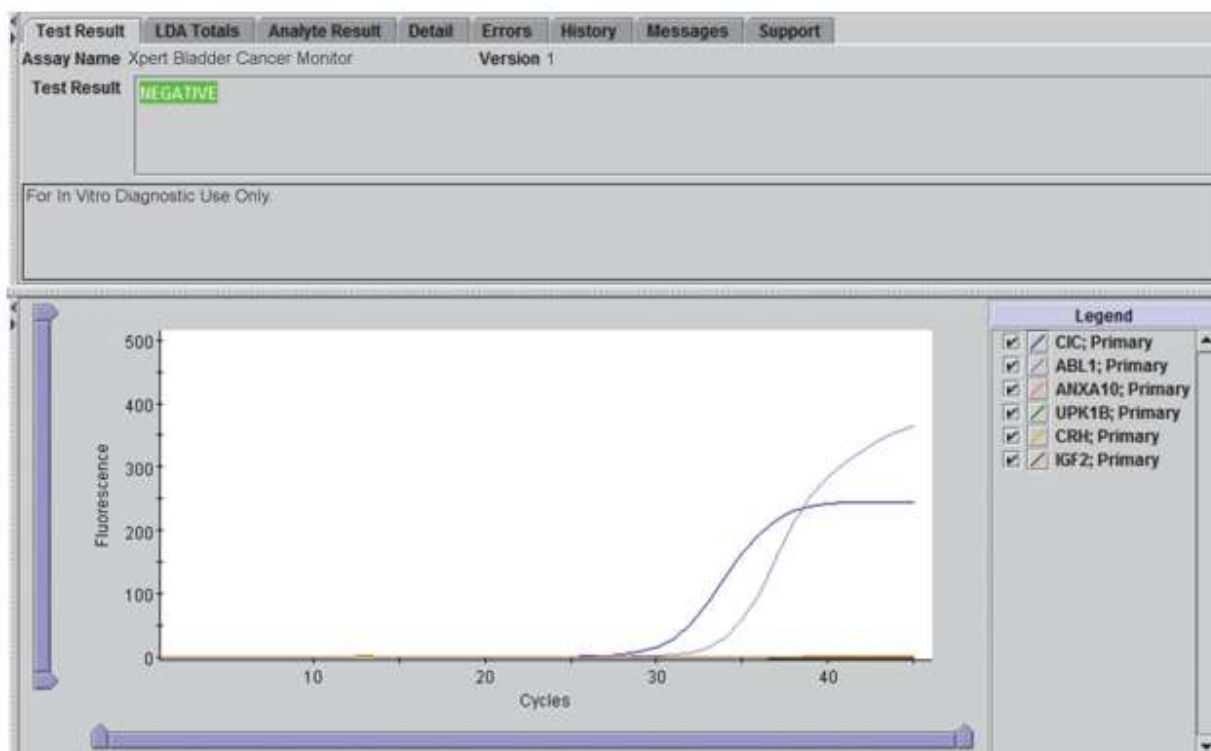 Test Result LDA Totals Analyte Result Detail Errors History Messages Support
Assay Name Xpert Bladder Cancer Monitor Version 1
Test Result NEGATIVE
For In Vitro Diagnostic Use Only.
Legend
CIC; Primary
ABL1; Primary
ANXA10; Primary
UPK1B; Primary
CRH; Primary
IGF2; Primary
500
400
300
200
100
0
Fluorescence
10 20 30 40
Cycles